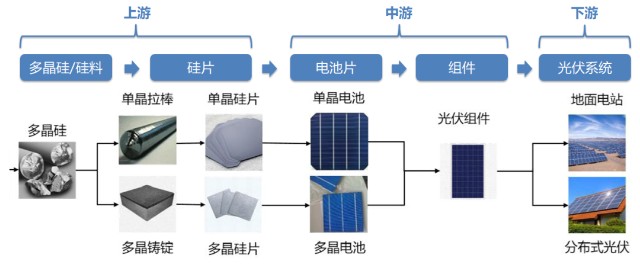 上游
中游
下游
多晶硅/硅料
硅片
电池片
组件
光伏系统
单晶拉棒
单晶硅片
单晶电池
地面电站
多晶硅
光伏组件
多晶铸锭
多晶硅片
多晶电池
分布式光伏